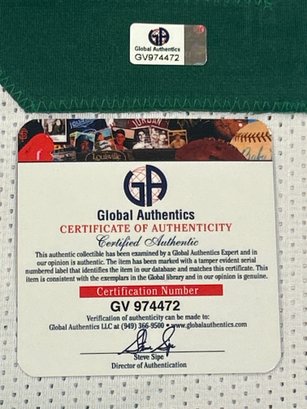 GA
Global Authentics
GV974472
JORDAN
Louisville
GA
Global Authentics
CERTIFICATE OF AUTHENTICITY
Certified Authentic
This authentic collectible has been examined by a Global Authentics Expert and in
our opinion is authentic. The item has been marked with a tamper evident serial
numbered label that identifies the item in our database and matches this certificate. This
item is consistent with the exemplars in the Global library and in our opinion is genuine.
Certification Number
GV 974472
Verification of authenticity can be made to:
Global Authentics LLC at (949) 366-9500 • www.globalauthentics.com
Steve Sipe
Steve Sipe
Director of Authentication